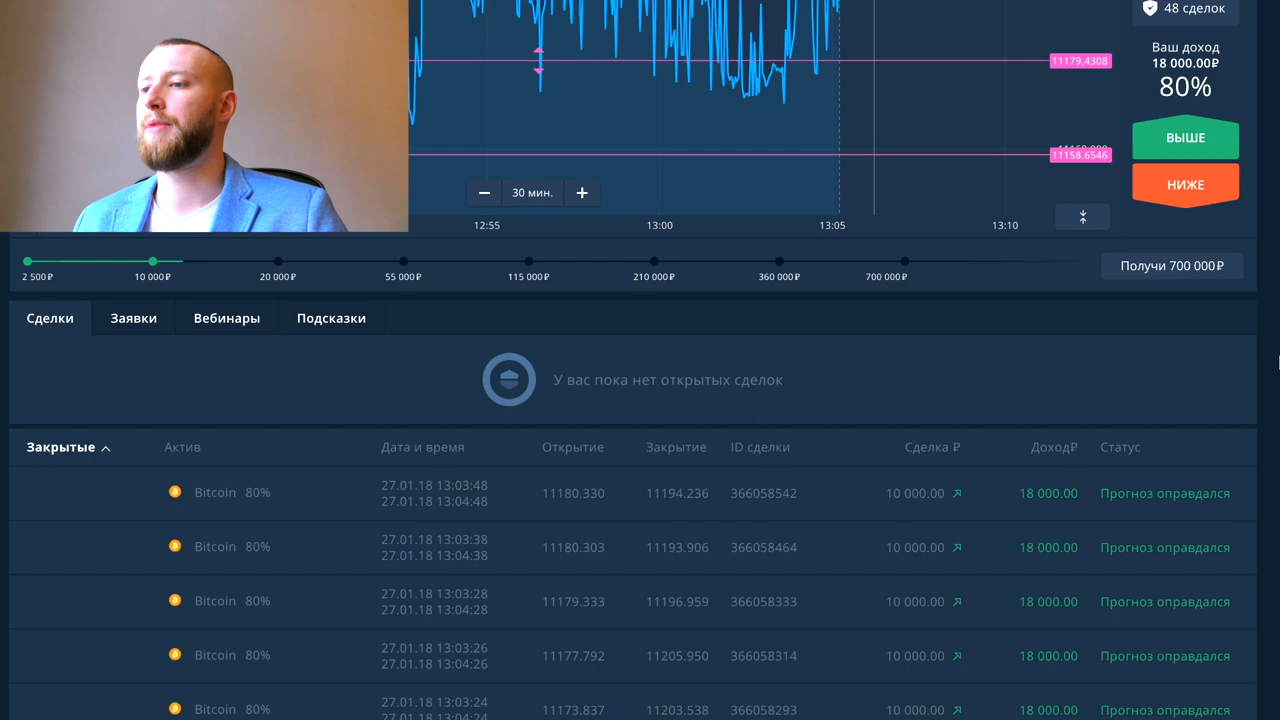 48 сделок
Ваш доход
18 000.00₽
80%
11179.4308
ВЫШЕ
11158.6546
НИЖЕ
− 30 мин. +
12:55 13:00 13:05 13:10
2 500₽ 10 000₽ 20 000₽ 55 000₽ 115 000₽ 210 000₽ 360 000₽ 700 000₽
Получи 700 000₽
Сделки Заявки Вебинары Подсказки
У вас пока нет открытых сделок
Закрытые Актив Дата и время Открытие Закрытие ID сделки Сделка ₽ Доход₽ Статус
27.01.18 13:03:48
Bitcoin 80% 11180.330 11194.236 366058542 10 000.00 18 000.00 Прогноз оправдался
27.01.18 13:04:48
27.01.18 13:03:38
Bitcoin 80% 11180.303 11193.906 366058464 10 000.00 18 000.00 Прогноз оправдался
27.01.18 13:04:38
27.01.18 13:03:28
Bitcoin 80% 11179.333 11196.959 366058333 10 000.00 18 000.00 Прогноз оправдался
27.01.18 13:04:28
27.01.18 13:03:26
Bitcoin 80% 11177.792 11205.950 366058314 10 000.00 18 000.00 Прогноз оправдался
27.01.18 13:04:26
27.01.18 13:03:24
Bitcoin 80% 11173.837 11203.538 366058293 10 000.00 18 000.00 Прогноз оправдался
27.01.18 13:04:24